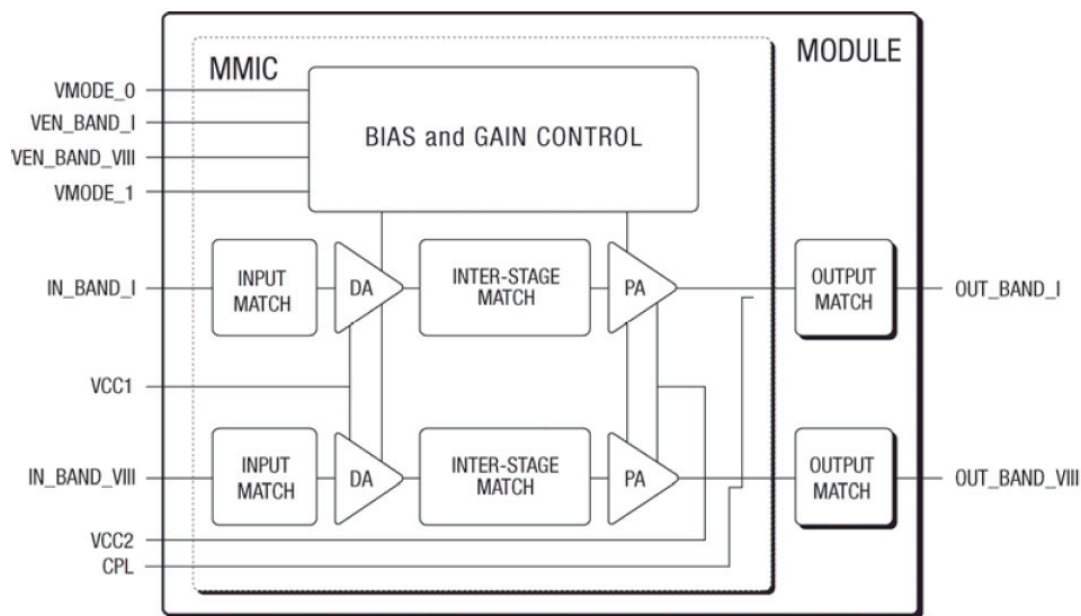 MODULE
MMIC
VMODE_0
VEN_BAND_I
VEN_BAND_VIII
VMODE_1
BIAS and GAIN CONTROL
IN_BAND_I
INPUT
MATCH
DA
INTER-STAGE
MATCH
PA
OUTPUT
MATCH
OUT_BAND_I
VCC1
IN_BAND_VIII
INPUT
MATCH
DA
INTER-STAGE
MATCH
PA
OUTPUT
MATCH
OUT_BAND_VIII
VCC2
CPL